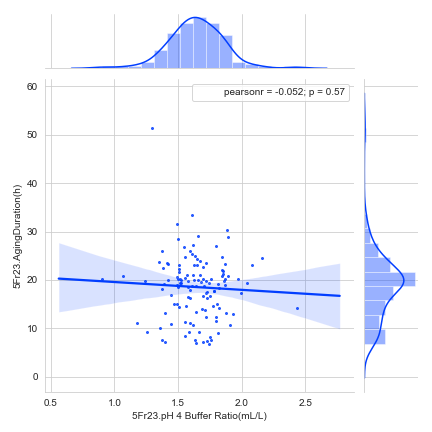 pearsonr = -0.052; p = 0.57
60
50
40
30
20
10
0
5Fr23.AgingDuration(h)
0.5 1.0 1.5 2.0 2.5
5Fr23.pH 4 Buffer Ratio(mL/L)